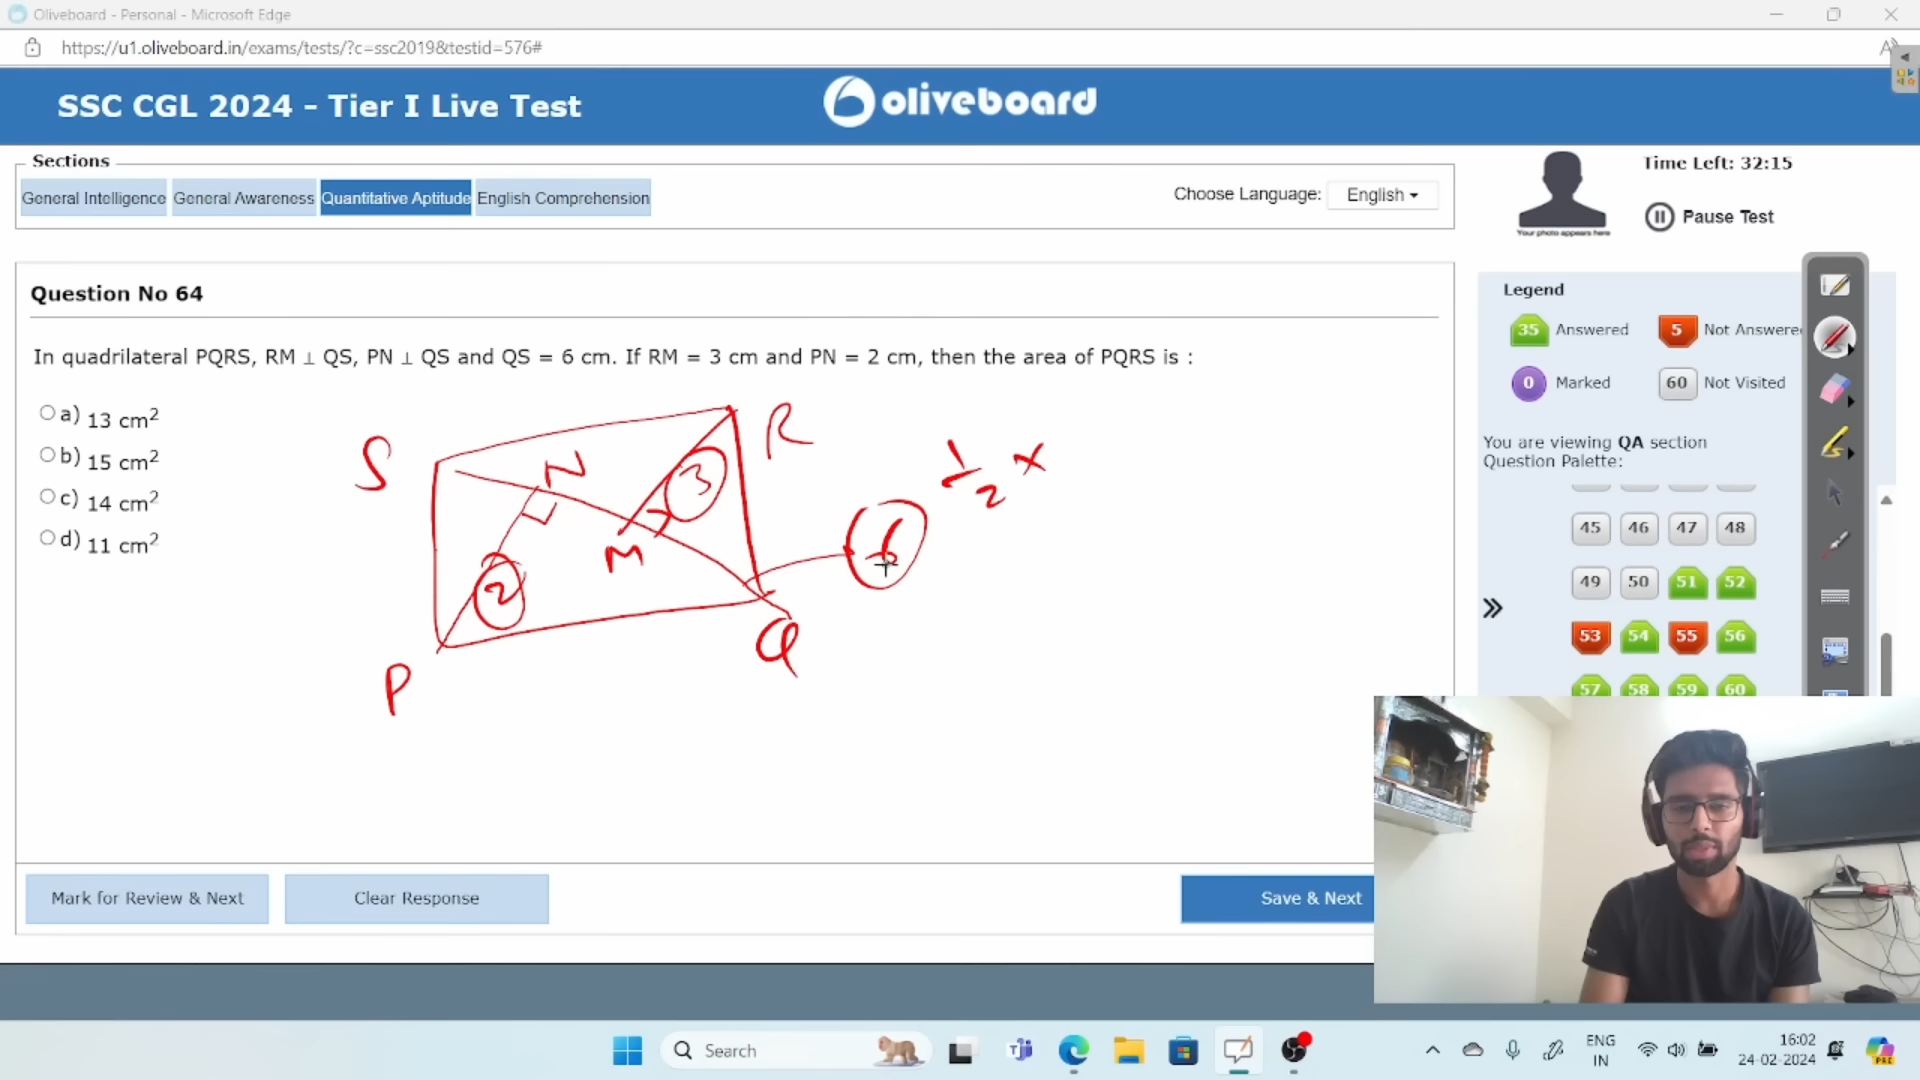 Oliveboard - Personal - Microsoft Edge
https://u1.oliveboard.in/exams/tests/?c=ssc2019&testid=576#
SSC CGL 2024 - Tier I Live Test
oliveboard
Sections
General Intelligence
General Awareness
Quantitative Aptitude
English Comprehension
Choose Language:
English
Your photo appears here
Time Left: 32:15
Pause Test
Question No 64
In quadrilateral PQRS, RM ⊥ QS, PN ⊥ QS and QS = 6 cm. If RM = 3 cm and PN = 2 cm, then the area of PQRS is :
a) 13 cm²
b) 15 cm²
c) 14 cm²
d) 11 cm²
S
N
R
3
M
2
P
Q
6
1/2 ×
Legend
35 Answered
5 Not Answere
0 Marked
60 Not Visited
You are viewing QA section
Question Palette:
45 46 47 48
49 50 51 52
53 54 55 56
57 58 59 60
Mark for Review & Next
Clear Response
Save & Next
Search
ENG
IN
16:02
24-02-2024
PRE